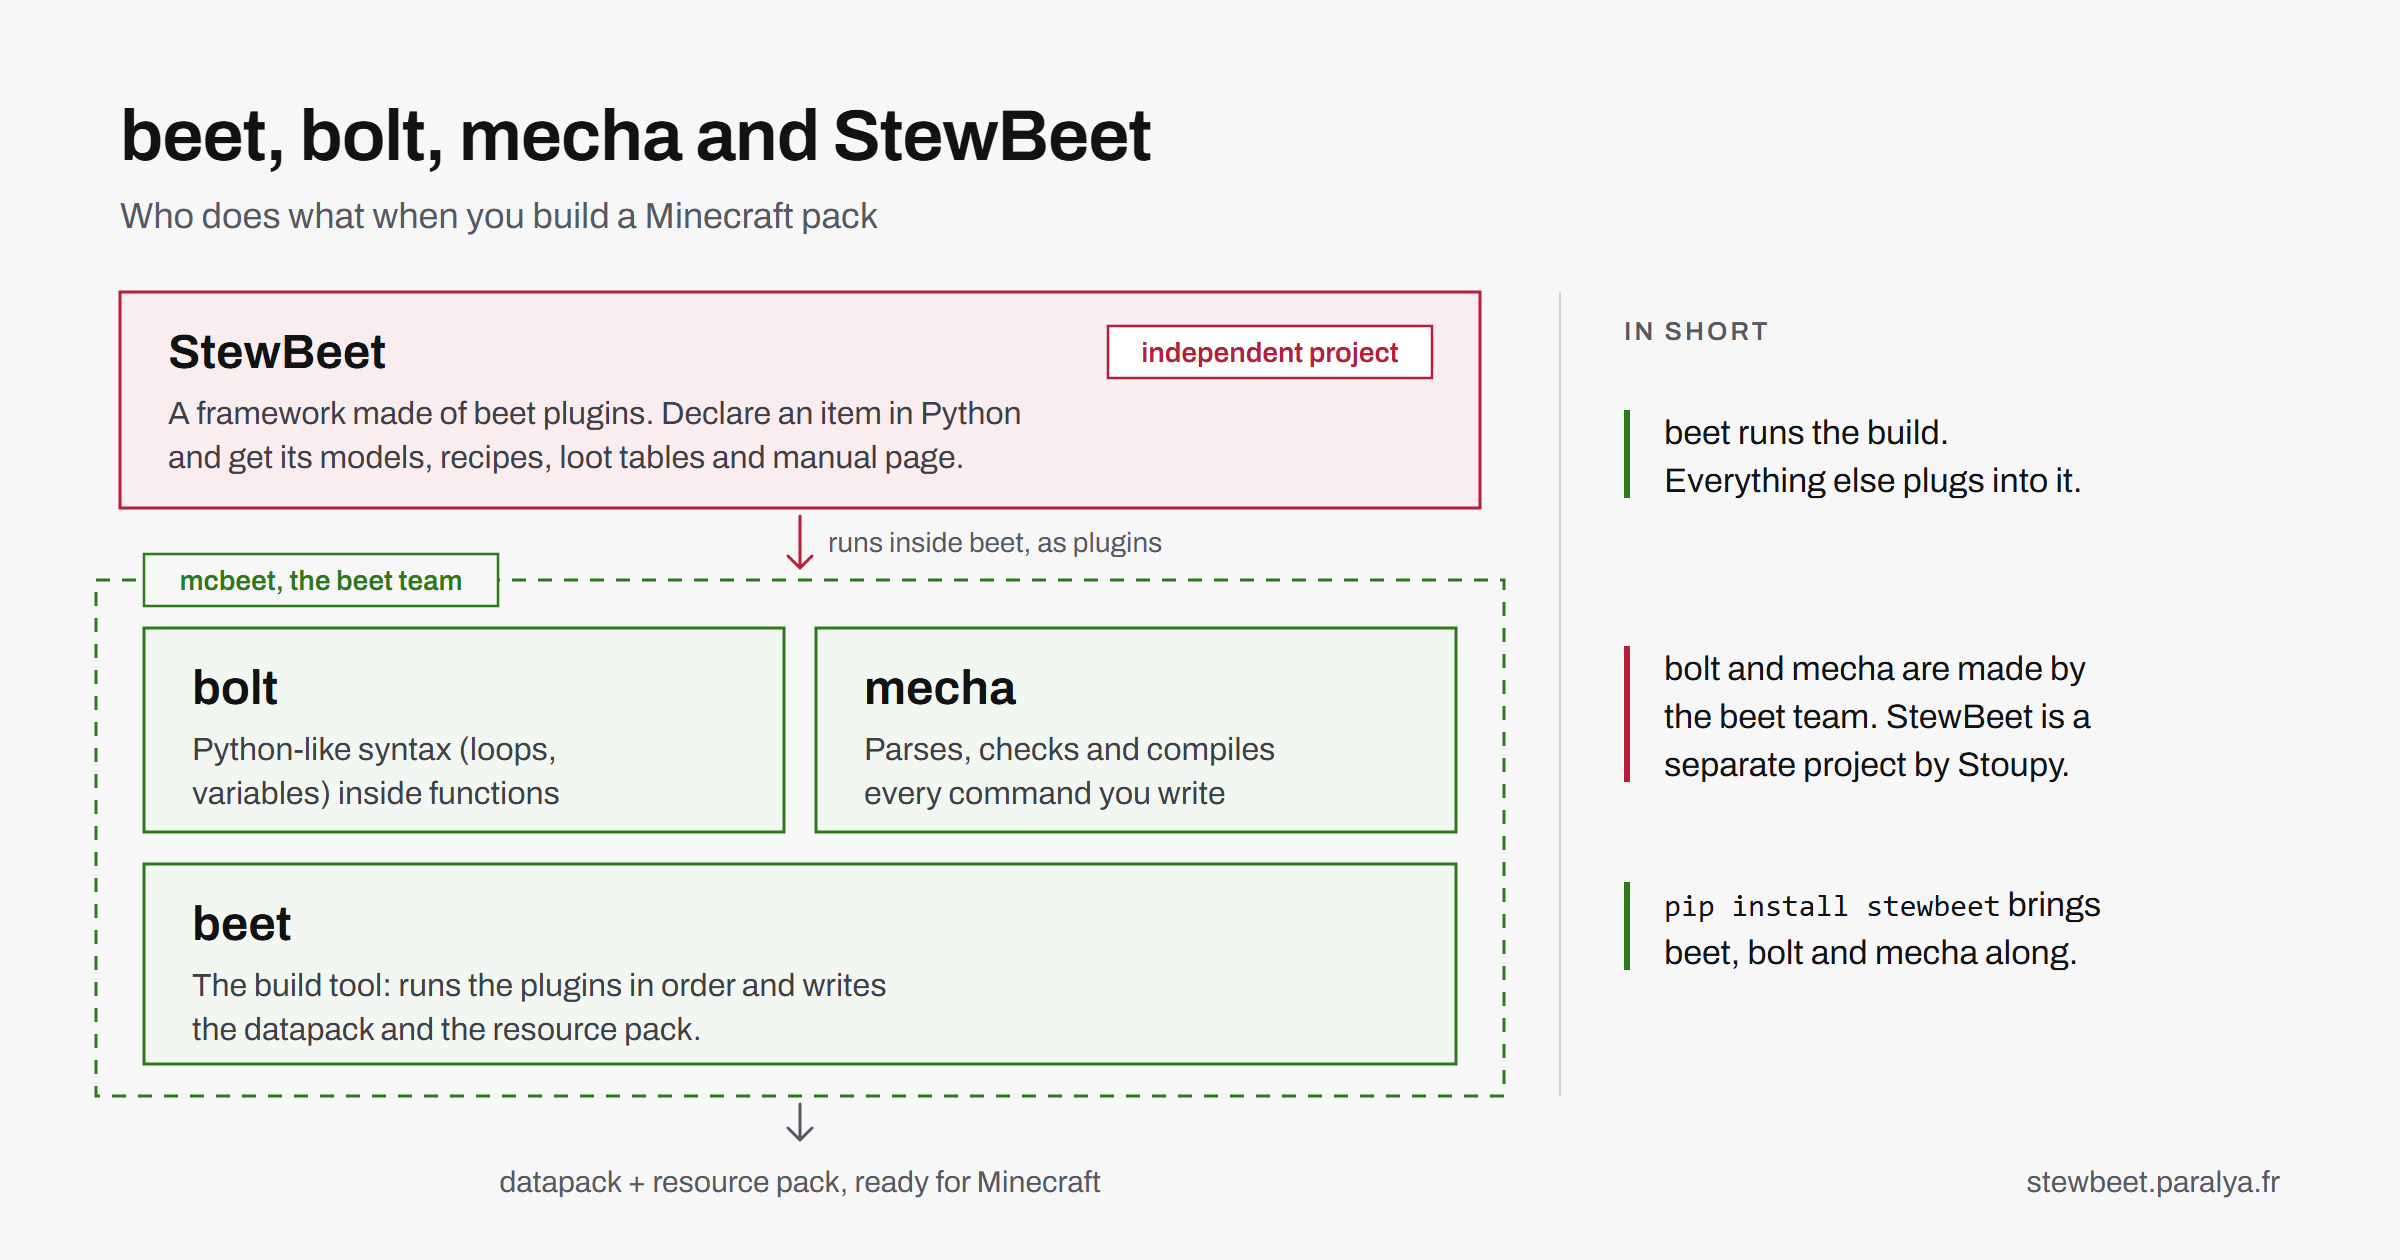 beet, bolt, mecha and StewBeet
Who does what when you build a Minecraft pack
StewBeet
independent project
A framework made of beet plugins. Declare an item in Python
and get its models, recipes, loot tables and manual page.
runs inside beet, as plugins
mcbeet, the beet team
bolt
Python-like syntax (loops,
variables) inside functions
mecha
Parses, checks and compiles
every command you write
beet
The build tool: runs the plugins in order and writes
the datapack and the resource pack.
datapack + resource pack, ready for Minecraft
IN SHORT
beet runs the build.
Everything else plugs into it.
bolt and mecha are made by
the beet team. StewBeet is a
separate project by Stoupy.
pip install stewbeet brings
beet, bolt and mecha along.
stewbeet.paralya.fr